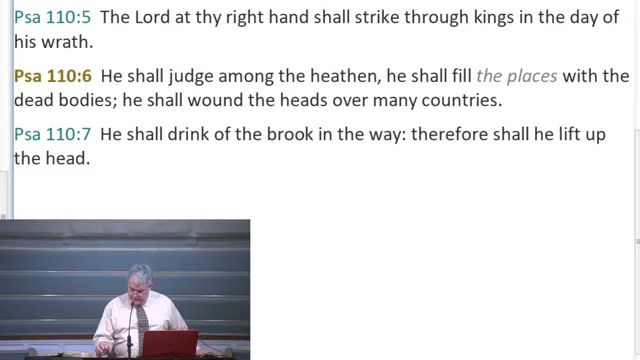 Psa 110:5 The Lord at thy right hand shall strike through kings in the day of
his wrath.
Psa 110:6 He shall judge among the heathen, he shall fill the places with the
dead bodies; he shall wound the heads over many countries.
Psa 110:7 He shall drink of the brook in the way: therefore shall he lift up
the head.